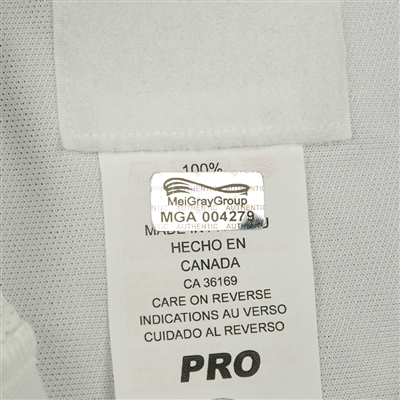 100%
MeiGrayGroup
MGA 004279
AUTHENTIC AUTHENTIC
HECHO EN
CANADA
CA 36169
CARE ON REVERSE
INDICATIONS AU VERSO
CUIDADO AL REVERSO
PRO